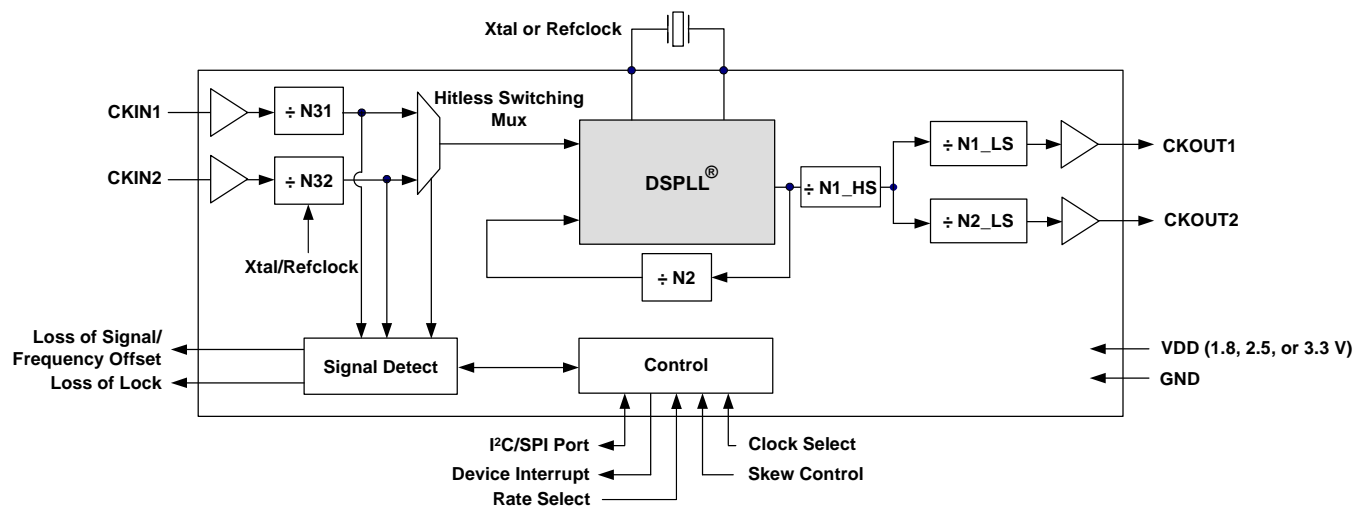 Xtal or Refclock
CKIN1
÷ N31
Hitless Switching
Mux
CKIN2
÷ N32
Xtal/Refclock
DSPLL®
÷ N1_HS
÷ N1_LS
CKOUT1
÷ N2_LS
CKOUT2
÷ N2
Loss of Signal/
Frequency Offset
Loss of Lock
Signal Detect
Control
VDD (1.8, 2.5, or 3.3 V)
GND
I²C/SPI Port
Device Interrupt
Rate Select
Clock Select
Skew Control